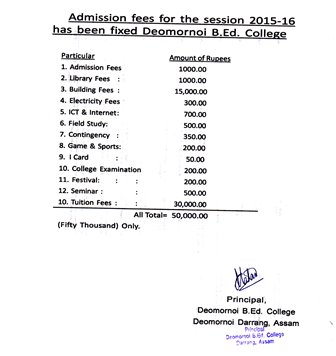 Admission fees for the session 2015-16
has been fixed Deomornoi B.Ed. College
Particular Amount of Rupees
1. Admission Fees 1000.00
2. Library Fees : 1000.00
3. Building Fees : 15,000.00
4. Electricity Fees 300.00
5. ICT & Internet: 700.00
6. Field Study: 500.00
7. Contingency : 350.00
8. Game & Sports: 200.00
9. I Card : 50.00
10. College Examination 200.00
11. Festival: : : 200.00
12. Seminar : : 500.00
10. Tuition Fees : : 30,000.00
All Total= 50,000.00
(Fifty Thousand) Only.
Principal,
Deomornoi B.Ed. College
Deomornoi Darrang, Assam
Principal
Deomornoi B.Ed. College
Darrang, Assam